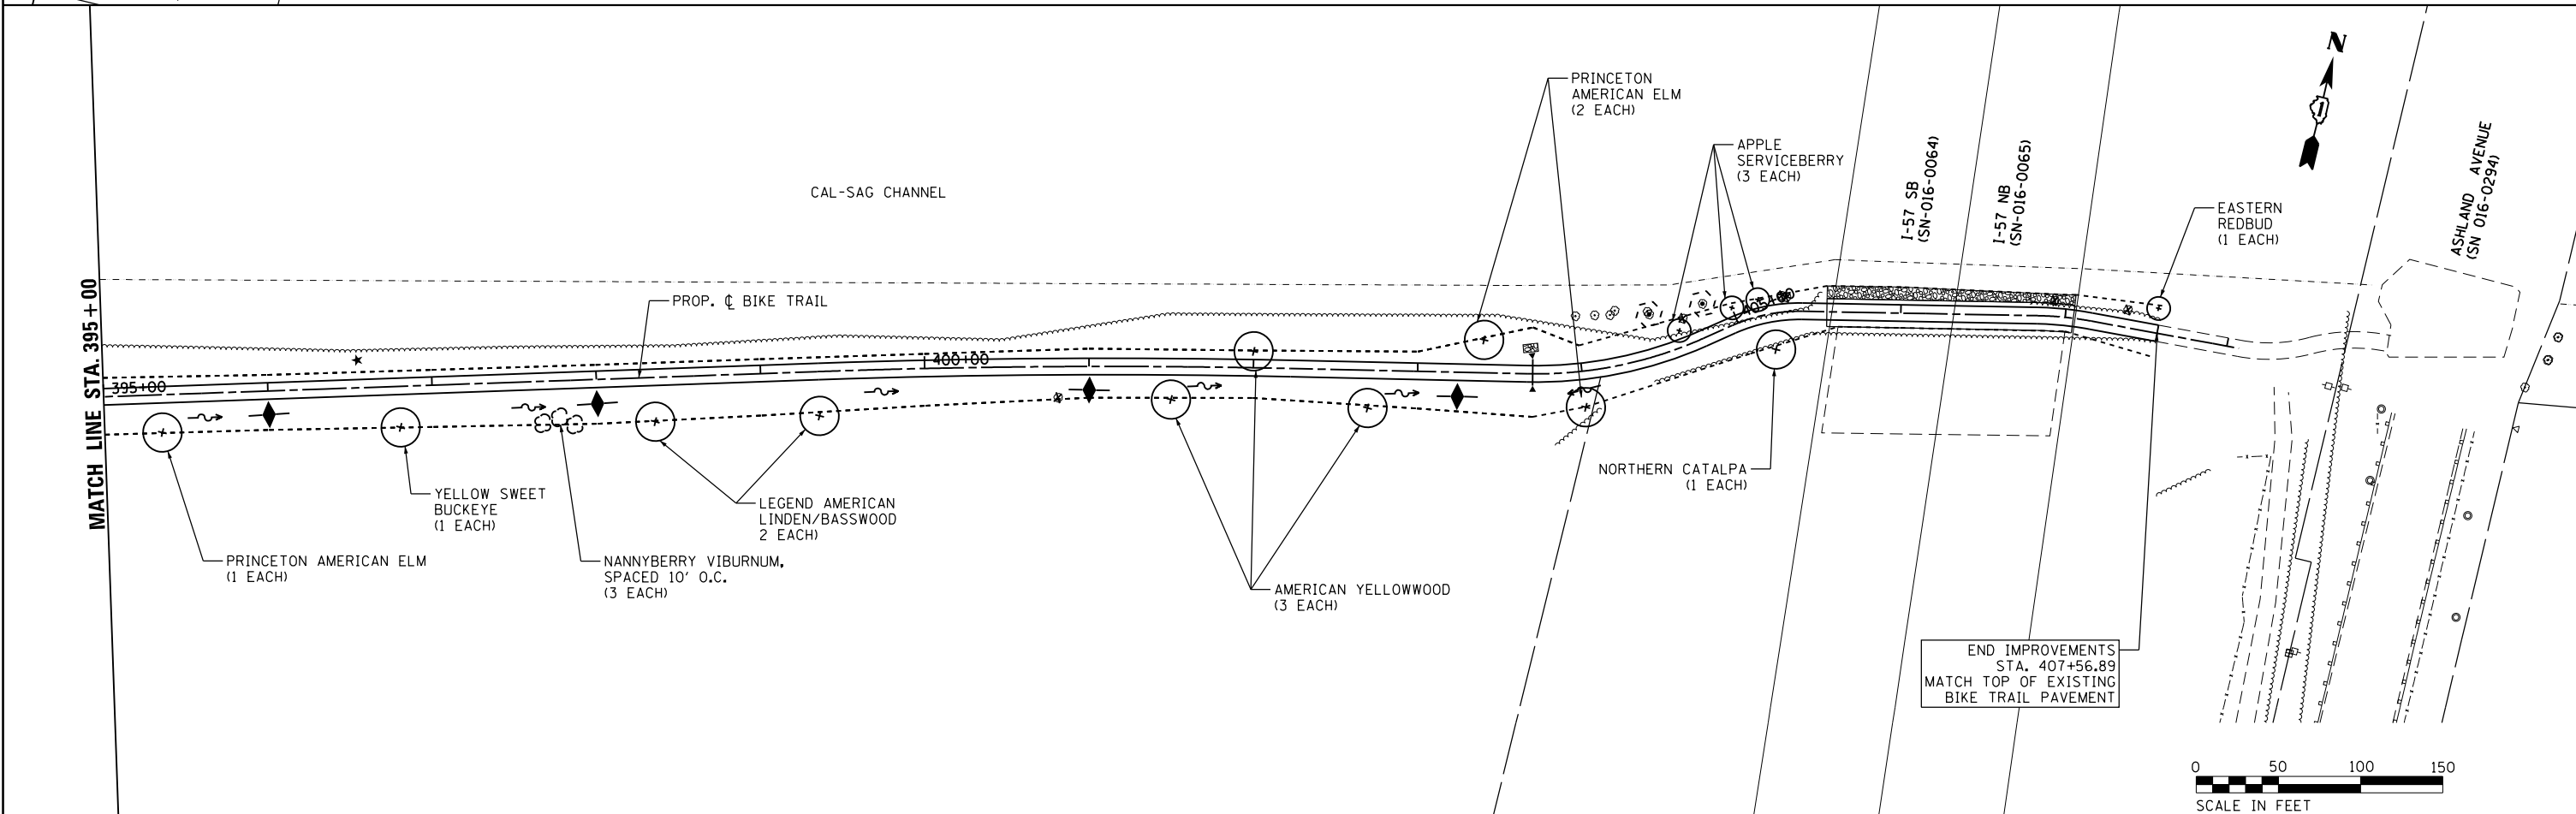 PRINCETON
AMERICAN ELM
(2 EACH)
APPLE
SERVICEBERRY
(3 EACH)
CAL-SAG CHANNEL
N
1
I-57 SB
(SN-016-0064)
I-57 NB
(SN-016-0065)
ASHLAND AVENUE
(SN 016-0294)
EASTERN
REDBUD
(1 EACH)
MATCH LINE STA. 395+00
PROP. ℄ BIKE TRAIL
395+00
400+00
405+00
YELLOW SWEET
BUCKEYE
(1 EACH)
LEGEND AMERICAN
LINDEN/BASSWOOD
2 EACH)
NORTHERN CATALPA
(1 EACH)
PRINCETON AMERICAN ELM
(1 EACH)
NANNYBERRY VIBURNUM,
SPACED 10' O.C.
(3 EACH)
AMERICAN YELLOWWOOD
(3 EACH)
END IMPROVEMENTS
STA. 407+56.89
MATCH TOP OF EXISTING
BIKE TRAIL PAVEMENT
0 50 100 150
SCALE IN FEET